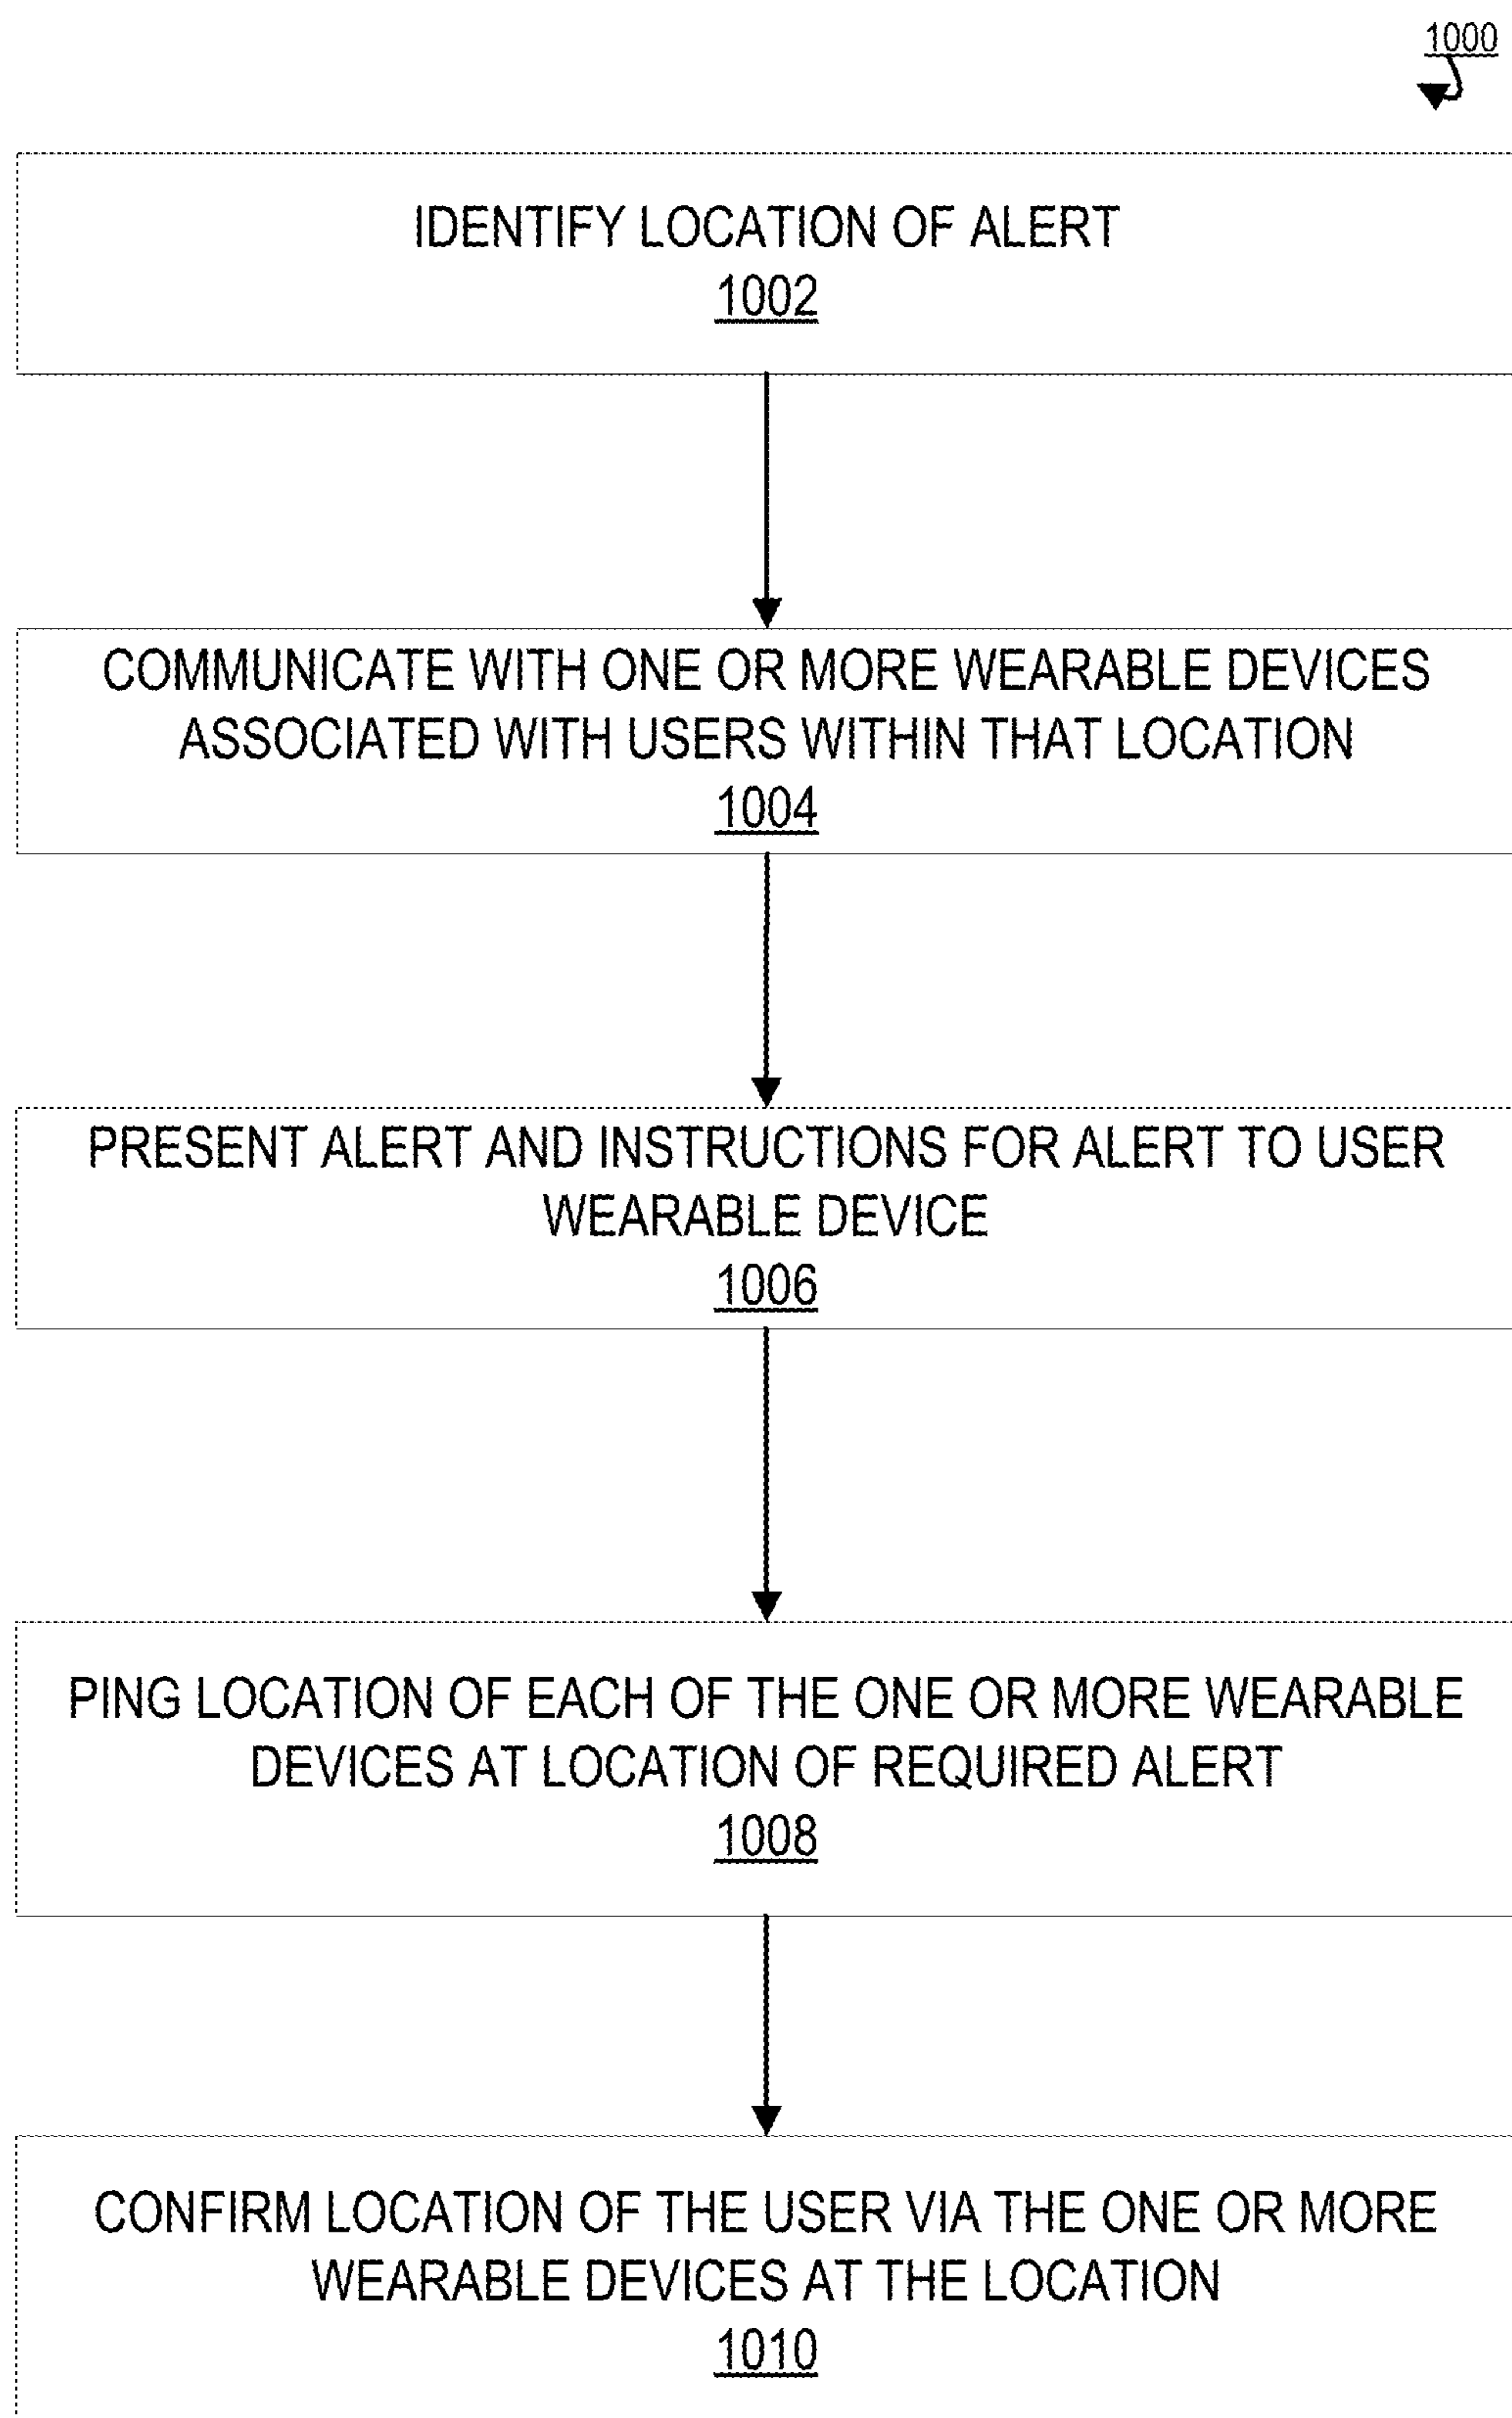 1000
IDENTIFY LOCATION OF ALERT
1002
COMMUNICATE WITH ONE OR MORE WEARABLE DEVICES
ASSOCIATED WITH USERS WITHIN THAT LOCATION
1004
PRESENT ALERT AND INSTRUCTIONS FOR ALERT TO USER
WEARABLE DEVICE
1006
PING LOCATION OF EACH OF THE ONE OR MORE WEARABLE
DEVICES AT LOCATION OF REQUIRED ALERT
1008
CONFIRM LOCATION OF THE USER VIA THE ONE OR MORE
WEARABLE DEVICES AT THE LOCATION
1010